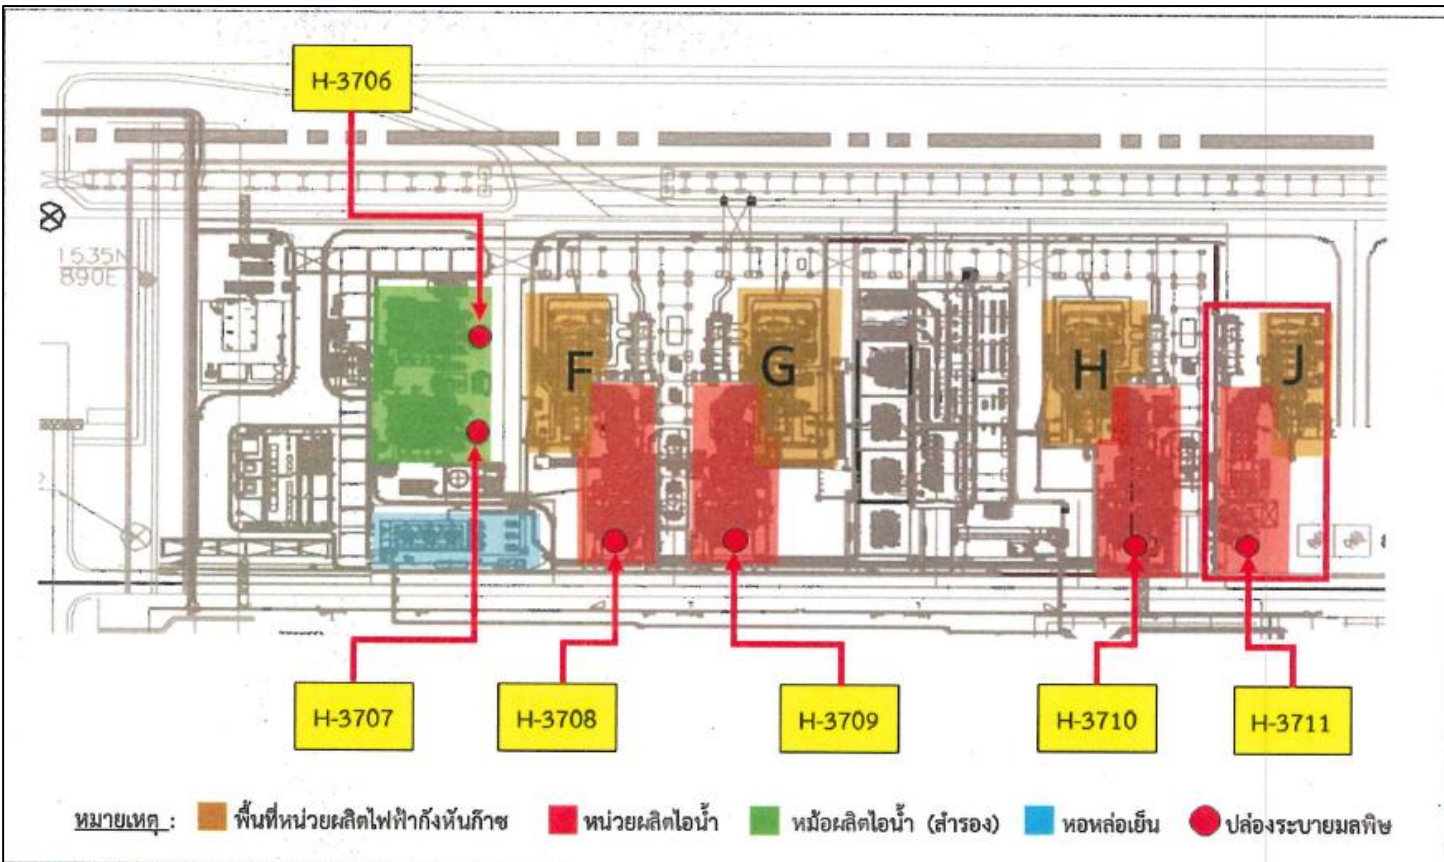 H-3706
1535N
890E
F
G
H
J
H-3707
H-3708
H-3709
H-3710
H-3711
หมายเหตุ :
พื้นที่หน่วยผลิตไฟฟ้ากังหันก๊าซ
หน่วยผลิตไอน้ำ
หม้อผลิตไอน้ำ (สำรอง)
หอหล่อเย็น
ปล่องระบายมลพิษ